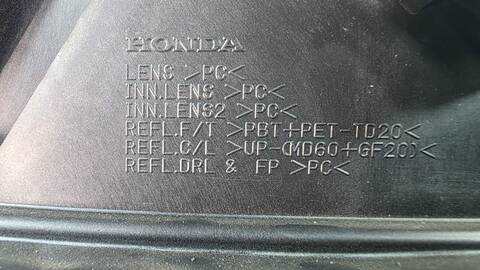 HONDA
LENS >PC<
INN.LENS >PC<
INN.LENS2 >PC<
REFL.F/T >PBT+PET-TD20<
REFL.C/L >UP-(MD60+GF20)<
REFL.DRL & FP >PC<